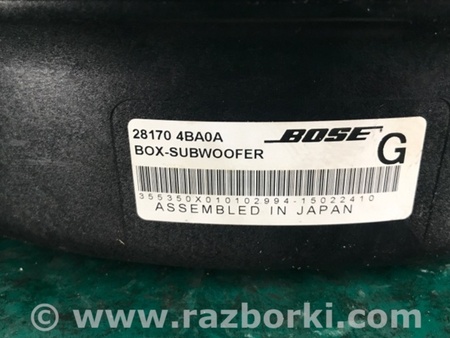 28170 4BA0A
BOSE
BOX-SUBWOOFER
G
355350X010102994-15022410
ASSEMBLED IN JAPAN
© www.razborki.com